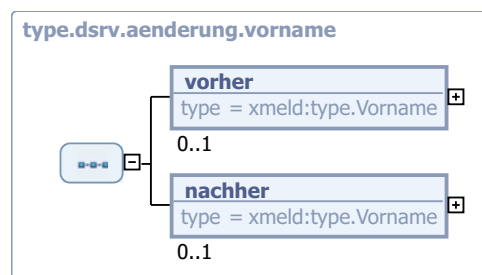 type.dsrv.aenderung.vorname
vorher
type = xmeld:type.Vorname
0..1
nachher
type = xmeld:type.Vorname
0..1